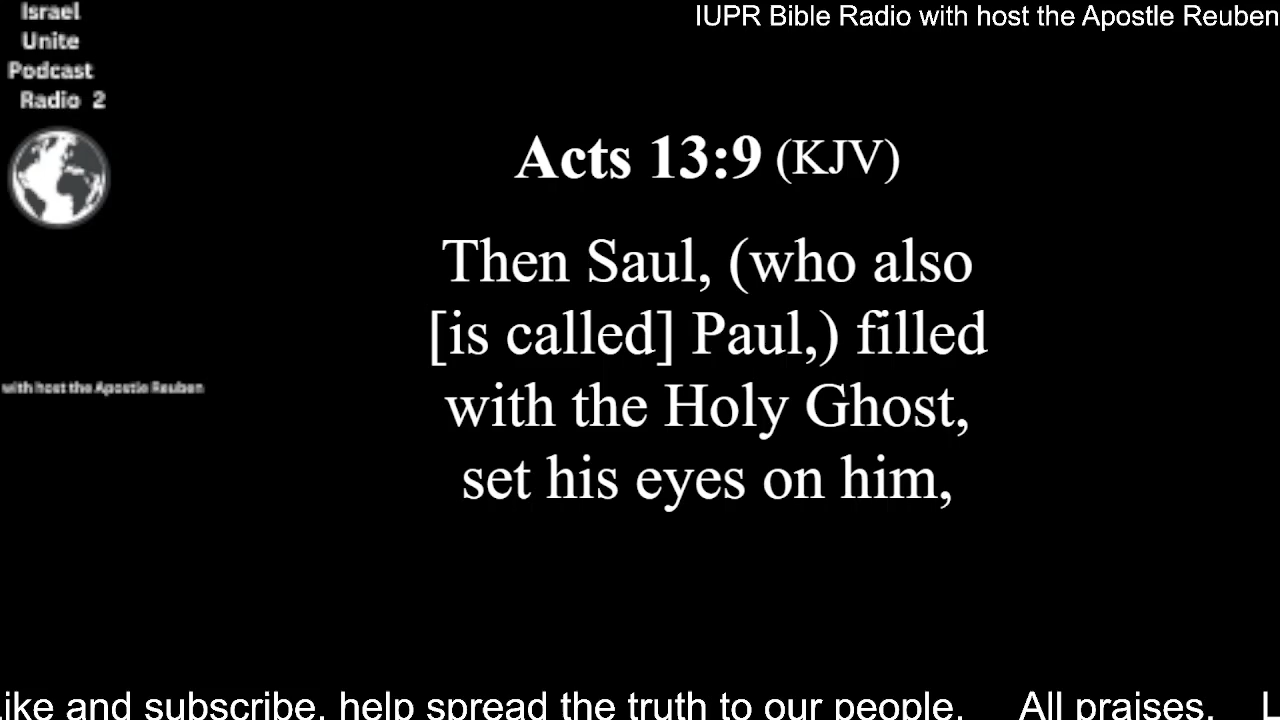 Israel
Unite
Podcast
Radio 2
IUPR Bible Radio with host the Apostle Reuben
Acts 13:9 (KJV)
Then Saul, (who also
[is called] Paul,) filled
with the Holy Ghost,
set his eyes on him,
with host the Apostle Reuben
ike and subscribe, help spread the truth to our people. All praises. L